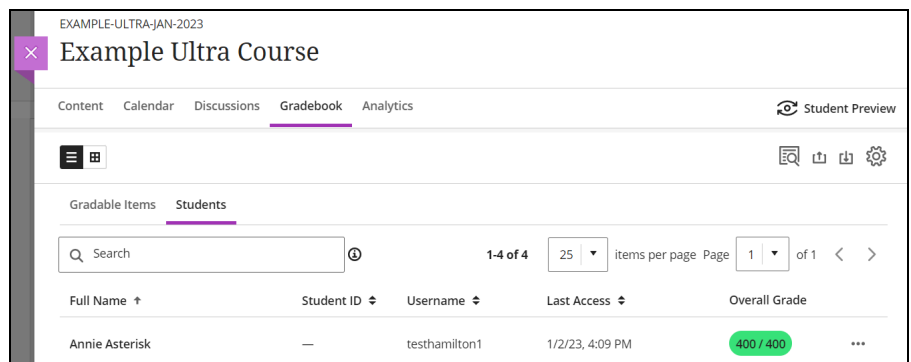 EXAMPLE-ULTRA-JAN-2023
Example Ultra Course
Content Calendar Discussions Gradebook Analytics Student Preview
Gradable Items Students
Search 1-4 of 4 25 items per page Page 1 of 1
Full Name Student ID Username Last Access Overall Grade
Annie Asterisk — testhamilton1 1/2/23, 4:09 PM 400 / 400